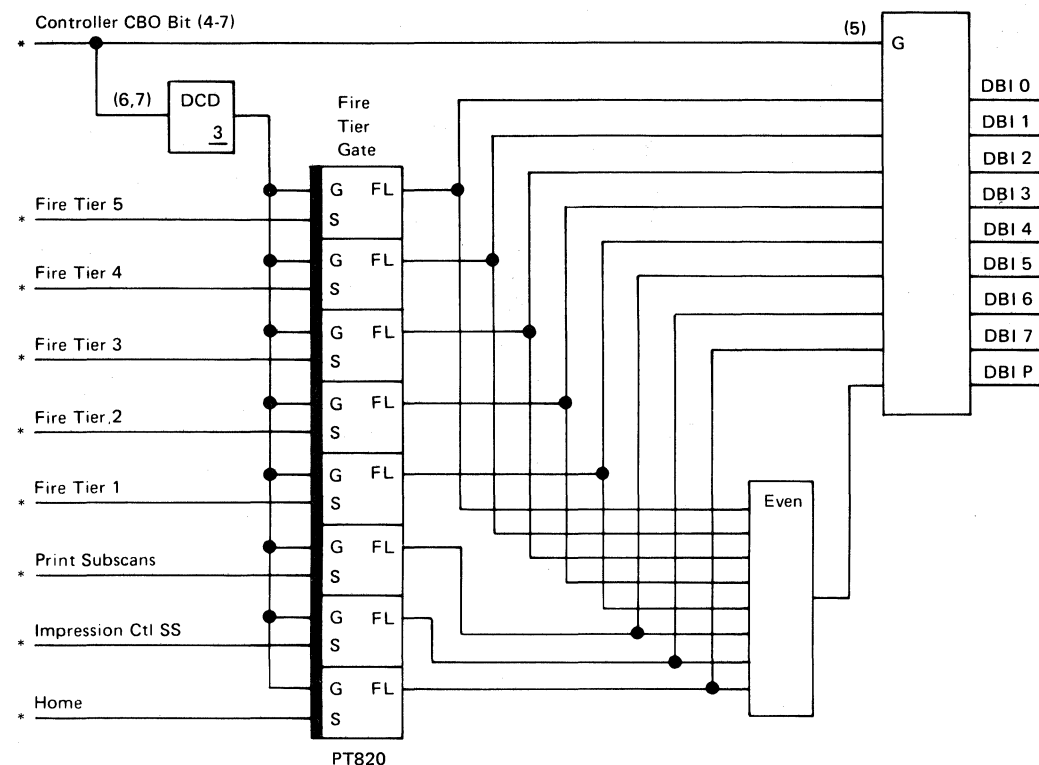 Controller CBO Bit (4-7)
*
(5)
G
(6,7)
DCD
3
Fire
Tier
Gate
DBI 0
DBI 1
DBI 2
DBI 3
DBI 4
DBI 5
DBI 6
DBI 7
DBI P
G FL
Fire Tier 5
* S
G FL
Fire Tier 4
* S
G FL
Fire Tier 3
* S
G FL
Fire Tier 2
* S
G FL
Fire Tier 1
* S
Even
G FL
Print Subscans
* S
G FL
Impression Ctl SS
* S
G FL
Home
* S
PT820